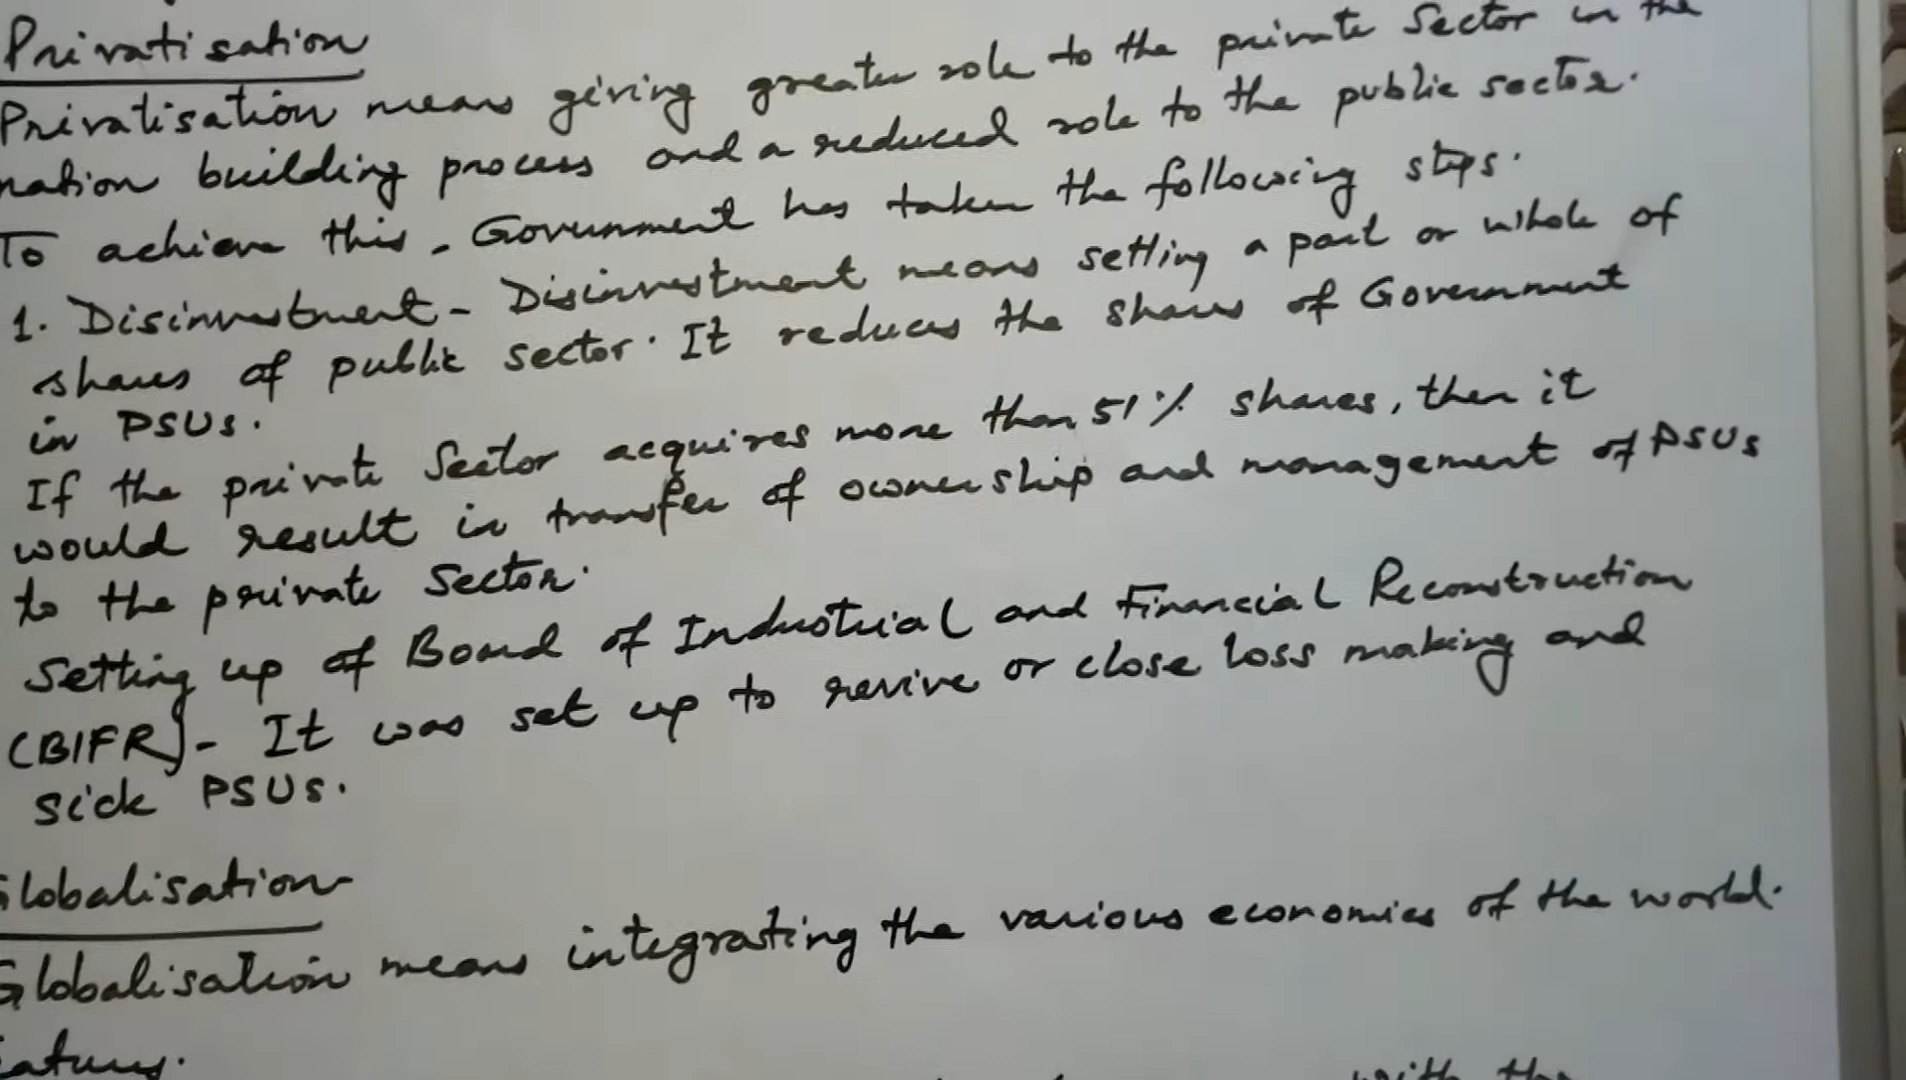 Privatisation
Privatisation means giving greater role to the private Sector in the
nation building process and a reduced role to the public sector.
To achieve this, Government has taken the following steps.
1. Disinvestment - Disinvestment means setting a part or whole of
shares of public sector. It reduces the shares of Government
in PSUs.
If the private Sector acquires more than 51% shares, then it
would result in transfer of ownership and management of PSUs
to the private Sector.
Setting up of Board of Industrial and Financial Reconstruction
(BIFR) - It was set up to revive or close loss making and
sick PSUs.
Globalisation
Globalisation means integrating the various economies of the world.
with the